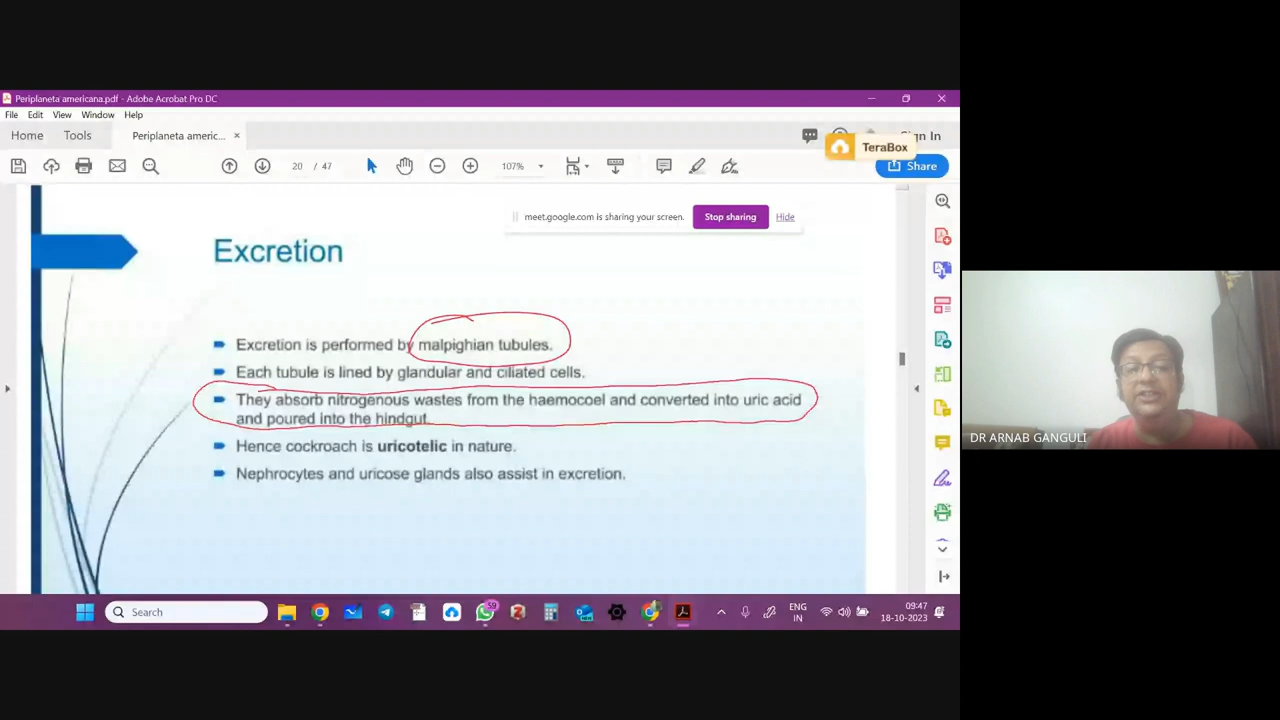 Periplaneta americana.pdf - Adobe Acrobat Pro DC
File Edit View Window Help
Home Tools Periplaneta americ... × Sign In
TeraBox
20 / 47 107% Share
meet.google.com is sharing your screen. Stop sharing Hide
Excretion
Excretion is performed by malpighian tubules.
Each tubule is lined by glandular and ciliated cells.
They absorb nitrogenous wastes from the haemocoel and converted into uric acid
and poured into the hindgut.
Hence cockroach is uricotelic in nature.
Nephrocytes and uricose glands also assist in excretion.
DR ARNAB GANGULI
Search
59
ENG
IN
09:47
18-10-2023